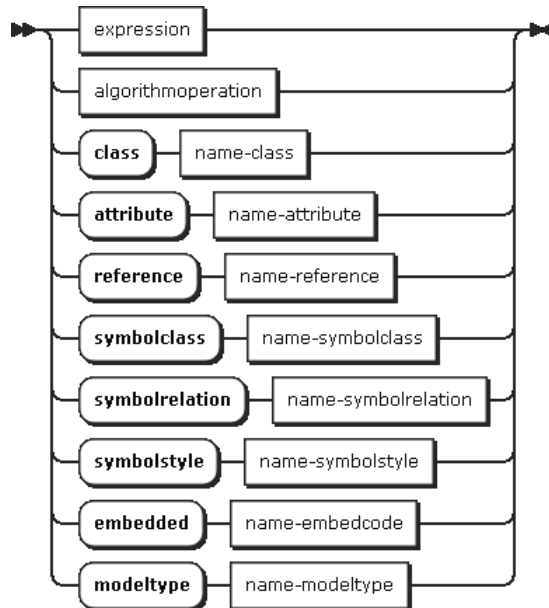 expression
algorithmoperation
class name-class
attribute name-attribute
reference name-reference
symbolclass name-symbolclass
symbolrelation name-symbolrelation
symbolstyle name-symbolstyle
embedded name-embedcode
modeltype name-modeltype